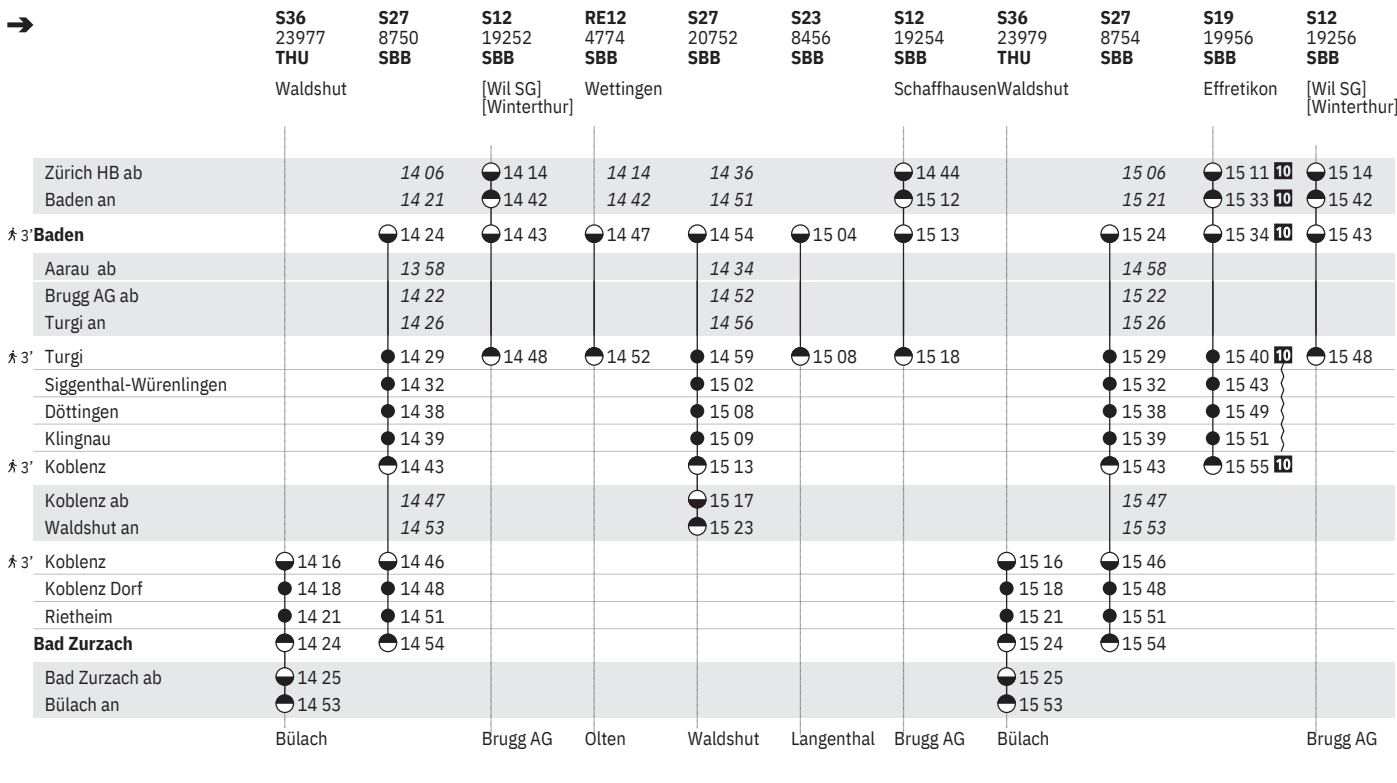 ➔ S36 S27 S12 RE12 S27 S23 S12 S36 S27 S19 S12
23977 8750 19252 4774 20752 8456 19254 23979 8754 19956 19256
THU SBB SBB SBB SBB SBB SBB THU SBB SBB SBB
Waldshut [Wil SG] Wettingen Schaffhausen Waldshut Effretikon [Wil SG]
[Winterthur] [Winterthur]
Zürich HB ab 14 06 14 14 14 14 14 36 14 44 15 06 15 11 10 15 14
Baden an 14 21 14 42 14 42 14 51 15 12 15 21 15 33 10 15 42
3' Baden 14 24 14 43 14 47 14 54 15 04 15 13 15 24 15 34 10 15 43
Aarau ab 13 58 14 34 14 58
Brugg AG ab 14 22 14 52 15 22
Turgi an 14 26 14 56 15 26
3' Turgi 14 29 14 48 14 52 14 59 15 08 15 18 15 29 15 40 10 15 48
Siggenthal-Würenlingen 14 32 15 02 15 32 15 43
Döttingen 14 38 15 08 15 38 15 49
Klingnau 14 39 15 09 15 39 15 51
3' Koblenz 14 43 15 13 15 43 15 55 10
Koblenz ab 14 47 15 17 15 47
Waldshut an 14 53 15 23 15 53
3' Koblenz 14 16 14 46 15 16 15 46
Koblenz Dorf 14 18 14 48 15 18 15 48
Rietheim 14 21 14 51 15 21 15 51
Bad Zurzach 14 24 14 54 15 24 15 54
Bad Zurzach ab 14 25 15 25
Bülach an 14 53 15 53
Bülach Brugg AG Olten Waldshut Langenthal Brugg AG Bülach Brugg AG